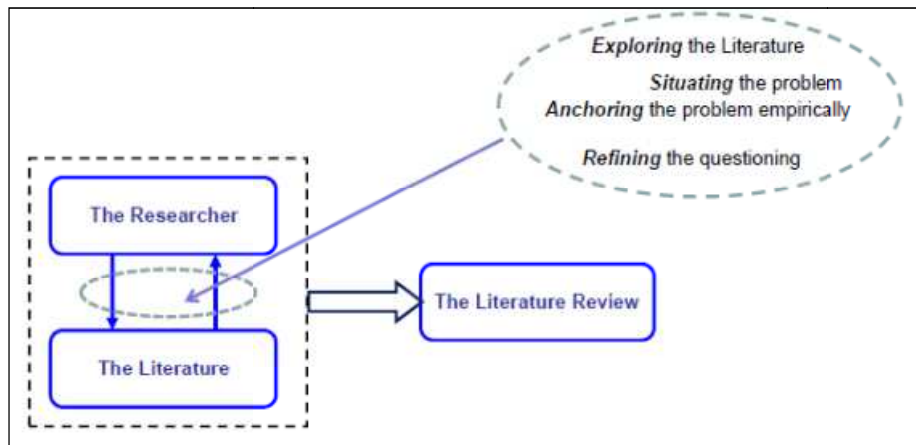 Exploring the Literature
Situating the problem
Anchoring the problem empirically
Refining the questioning
The Researcher
The Literature Review
The Literature